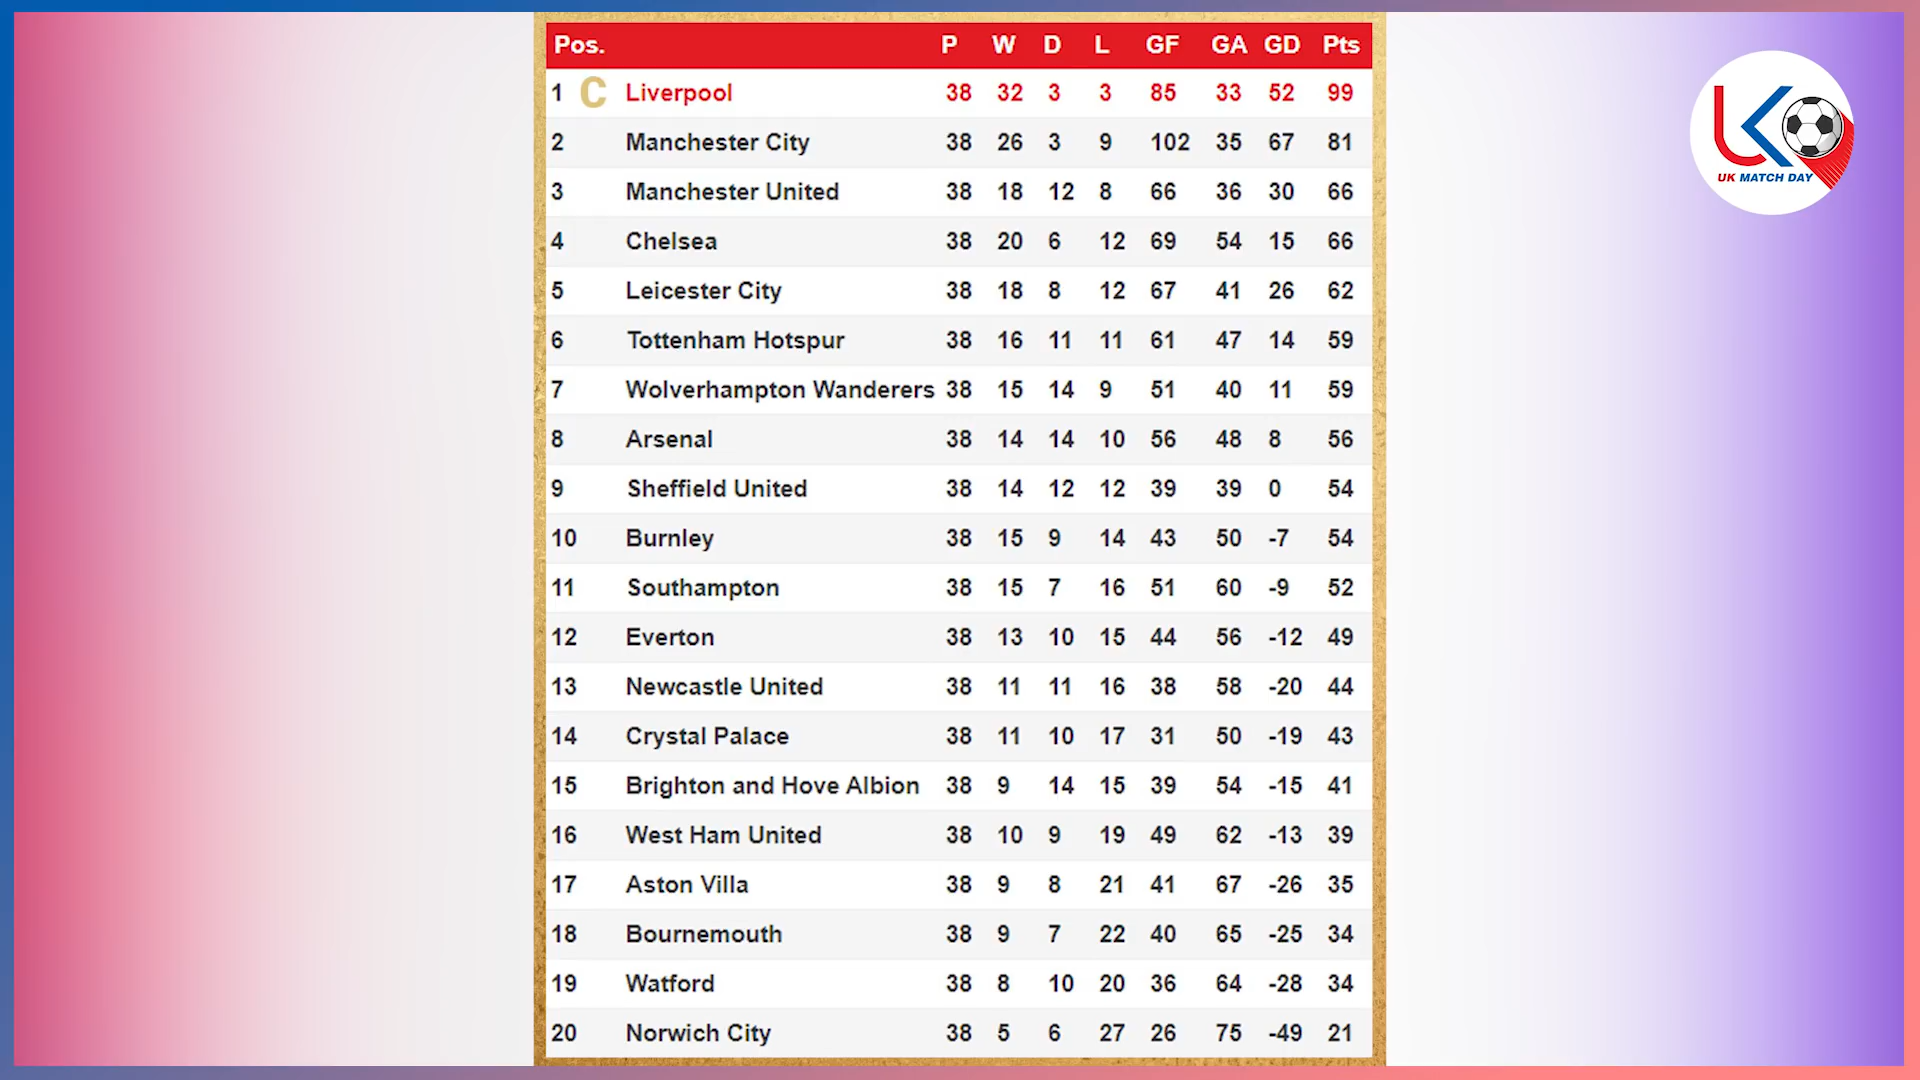 Pos. P W D L GF GA GD Pts
1 C Liverpool 38 32 3 3 85 33 52 99
2 Manchester City 38 26 3 9 102 35 67 81
3 Manchester United 38 18 12 8 66 36 30 66
4 Chelsea 38 20 6 12 69 54 15 66
5 Leicester City 38 18 8 12 67 41 26 62
6 Tottenham Hotspur 38 16 11 11 61 47 14 59
7 Wolverhampton Wanderers 38 15 14 9 51 40 11 59
8 Arsenal 38 14 14 10 56 48 8 56
9 Sheffield United 38 14 12 12 39 39 0 54
10 Burnley 38 15 9 14 43 50 -7 54
11 Southampton 38 15 7 16 51 60 -9 52
12 Everton 38 13 10 15 44 56 -12 49
13 Newcastle United 38 11 11 16 38 58 -20 44
14 Crystal Palace 38 11 10 17 31 50 -19 43
15 Brighton and Hove Albion 38 9 14 15 39 54 -15 41
16 West Ham United 38 10 9 19 49 62 -13 39
17 Aston Villa 38 9 8 21 41 67 -26 35
18 Bournemouth 38 9 7 22 40 65 -25 34
19 Watford 38 8 10 20 36 64 -28 34
20 Norwich City 38 5 6 27 26 75 -49 21
UK
UK MATCH DAY